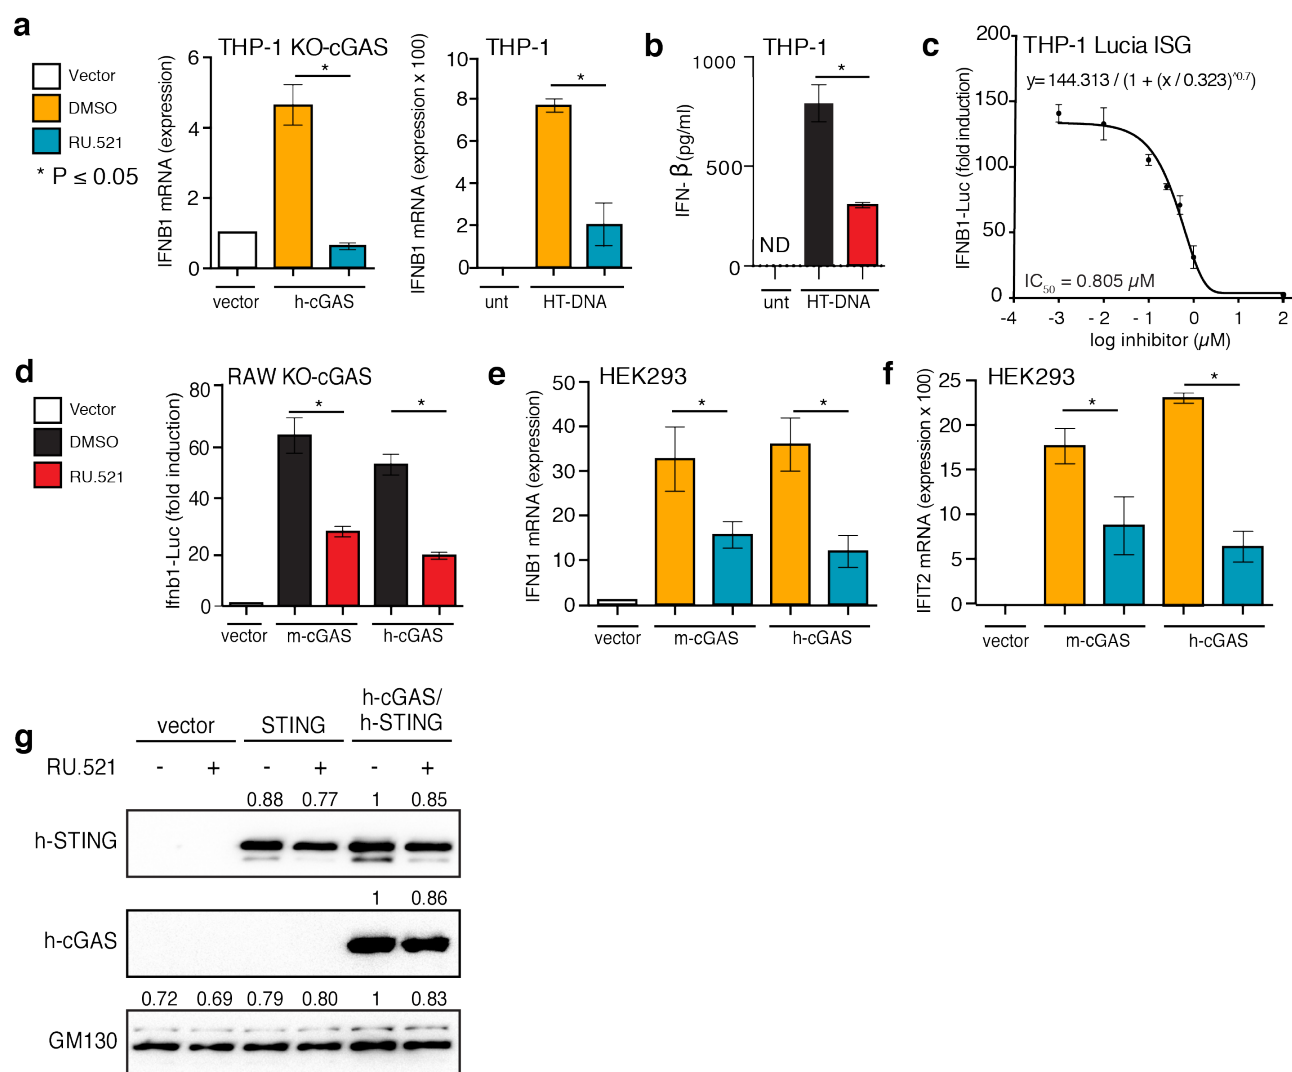 a
Vector
DMSO
RU.521
* P ≤ 0.05
THP-1 KO-cGAS
IFNB1 mRNA (expression)
6
4
2
0
*
vector
h-cGAS
THP-1
IFNB1 mRNA (expression x 100)
10
8
6
4
2
0
*
unt
HT-DNA
b
THP-1
IFN- β (pg/ml)
1000
500
0
*
ND
unt
HT-DNA
c
THP-1 Lucia ISG
y= 144.313 / (1 + (x / 0.323)^0.7)
IFNB1-Luc (fold induction)
200
150
100
50
0
IC50 = 0.805 µM
-4 -3 - 2 - 1 0 1 2
log inhibitor (µM)
d
Vector
DMSO
RU.521
RAW KO-cGAS
Ifnb1-Luc (fold induction)
80
60
40
20
0
* *
vector
m-cGAS
h-cGAS
e
HEK293
IFNB1 mRNA (expression)
50
40
30
20
10
0
* *
vector
m-cGAS
h-cGAS
f
HEK293
IFIT2 mRNA (expression x 100)
25
20
15
10
5
0
* *
vector
m-cGAS
h-cGAS
g
vector
STING
h-cGAS/
h-STING
RU.521 - + - + - +
0.88 0.77 1 0.85
h-STING
1 0.86
h-cGAS
0.72 0.69 0.79 0.80 1 0.83
GM130